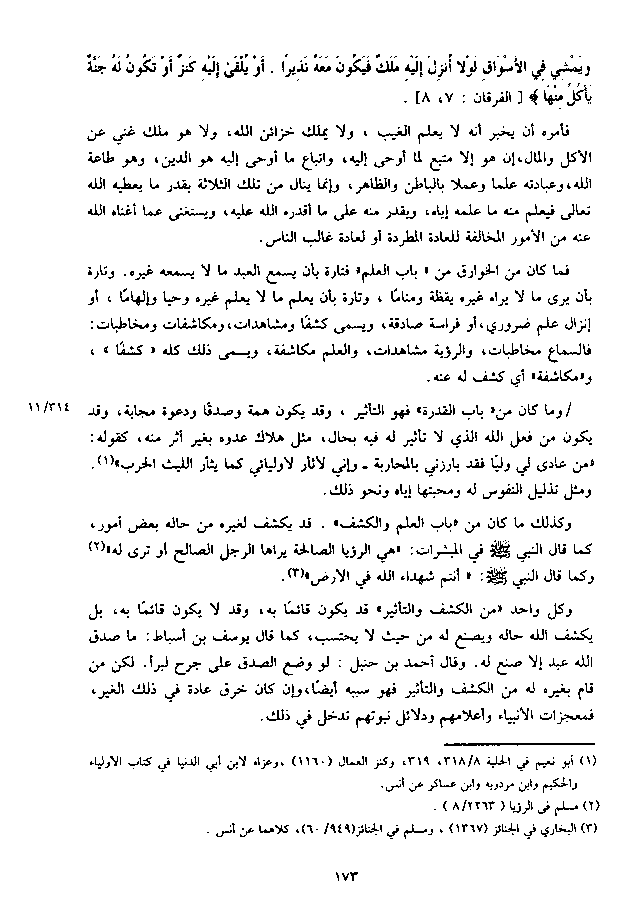 ويَمْشِي فِي الأَسْوَاقِ لَوْلا أُنزِلَ إِلَيْهِ مَلَكٌ فَيَكُونَ مَعَهُ نَذِيرًا . أَوْ يُلْقَىٰ إِلَيْهِ كَنزٌ أَوْ تَكُونُ لَهُ جَنَّةٌ
يَأْكُلُ مِنْهَا ﴾ [ الفرقان : ٧، ٨] .
فأمره أن يخبر أنه لا يعلم الغيب ، ولا يملك خزائن الله، ولا هو ملك غني عن
الأكل والمال،إن هو إلا متبع لما أوحى إليه، واتباع ما أوحى إليه هو الدين، وهو طاعة
الله،وعبادته علما وعملا بالباطن والظاهر، وإنما ينال من تلك الثلاثة بقدر ما يعطيه الله
تعالى فيعلم منه ما علمه إياه، ويقدر منه على ما أقدره الله عليه، ويستغنى عما أغناه الله
عنه من الأمور المخالفة للعادة المطردة أو لعادة غالب الناس.
فما كان من الخوارق من « باب العلم» فتارة بأن يسمع العبد ما لا يسمعه غيره. وتارة
بأن يرى ما لا يراه غيره يقظة ومنامًا ، وتارة بأن يعلم ما لا يعلم غيره وحيا وإلهامًا ، أو
إنزال علم ضروري،أو فراسة صادقة، ويسمى كشفًا ومشاهدات،ومكاشفات ومخاطبات:
فالسماع مخاطبات، والرؤية مشاهدات، والعلم مكاشفة، ويسمى ذلك كله « كشفًا » ،
و«مكاشفة» أي كشف له عنه.
١١/٣١٤ /وما كان من« باب القدرة» فهو التأثير ، وقد يكون همة وصدقًا ودعوة مجابة، وقد
يكون من فعل الله الذي لا تأثير له فيه بحال، مثل هلاك عدوه بغير أثر منه، كقوله:
«من عادى لي وليًا فقد بارزني بالمحاربة ـ وإني لأثأر لأوليائي كما يثأر الليث الحرب»(١).
ومثل تذليل النفوس له ومحبتها إياه ونحو ذلك.
وكذلك ما كان من «باب العلم والكشف» . قد يكشف لغيره من حاله بعض أمور،
كما قال النبي ﷺ في المبشرات: «هي الرؤيا الصالحة يراها الرجل الصالح أو ترى له»(٢)
وكما قال النبي ﷺ: « أنتم شهداء الله في الأرض»(٣).
وكل واحد «من الكشف والتأثير» قد يكون قائمًا به، وقد لا يكون قائمًا به، بل
يكشف الله حاله ويصنع له من حيث لا يحتسب، كما قال يوسف بن أسباط: ما صدق
الله عبد إلا صنع له. وقال أحمد بن حنبل : لو وضع الصدق على جرح لبرأ. لكن من
قام بغيره له من الكشف والتأثير فهو سببه أيضًا،وإن كان خرق عادة في ذلك الغير،
فمعجزات الأنبياء وأعلامهم ودلائل نبوتهم تدخل في ذلك.
(١) أبو نعيم في الحلية ٣١٨/٨، ٣١٩، وكنز العمال (١١٦٠) ،وعزاه لابن أبي الدنيا في كتاب الأولياء
والحكيم وابن مردويه وابن عساكر عن أنس.
(٢) مسلم فى الرؤيا ( ٨/٢٢٦٣ ) .
(٣) البخاري في الجنائز (١٣٦٧) ، ومسلم في الجنائز(٦٠/٩٤٩)، كلاهما عن أنس .
١٧٣